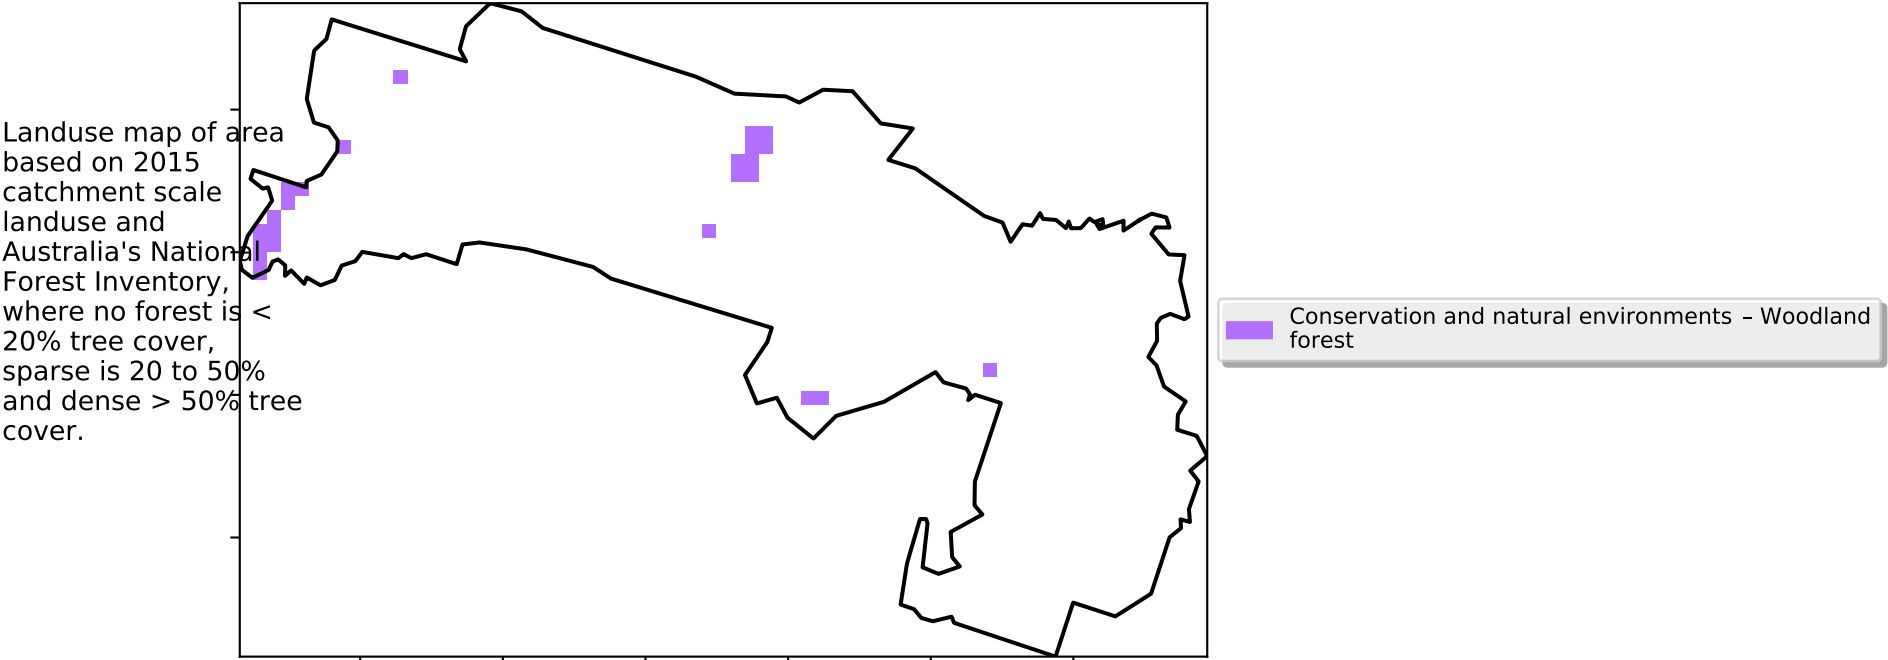 Landuse map of area
based on 2015
catchment scale
landuse and
Australia's National
Forest Inventory,
where no forest is <
20% tree cover,
sparse is 20 to 50%
and dense > 50% tree
cover.
Conservation and natural environments – Woodland
forest